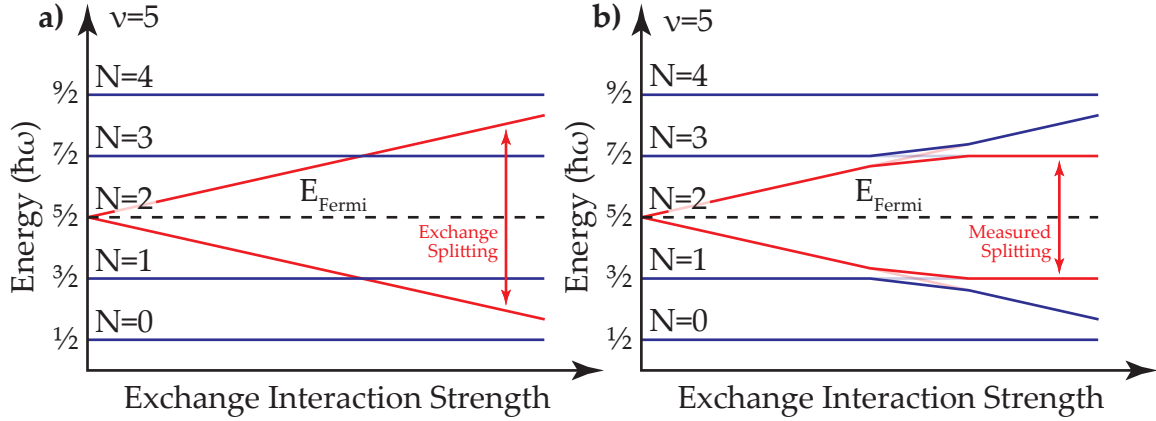 a) ν=5
Energy (ħω)
9⁄2
7⁄2
5⁄2
3⁄2
1⁄2
N=4
N=3
N=2
N=1
N=0
E_Fermi
Exchange
Splitting
Exchange Interaction Strength
b) ν=5
Energy (ħω)
9⁄2
7⁄2
5⁄2
3⁄2
1⁄2
N=4
N=3
N=2
N=1
N=0
E_Fermi
Measured
Splitting
Exchange Interaction Strength